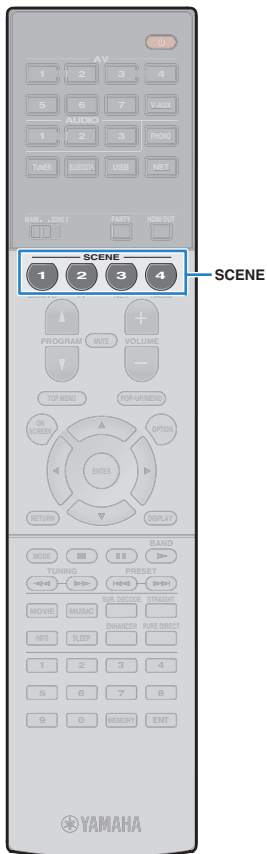 AV
1 2 3 4
5 6 7 V-AUX
AUDIO
1 2 3 PHONO
TUNER BLUETOOTH USB NET
MAIN ZONE 2 PARTY HDMI OUT
SCENE
1 2 3 4
SCENE
PROGRAM MUTE VOLUME
TOP MENU POP-UP/MENU
ON SCREEN OPTION
ENTER
RETURN DISPLAY
BAND
MODE
TUNING PRESET
MOVIE MUSIC SUR. DECODE STRAIGHT
INFO SLEEP ENHANCER PURE DIRECT
1 2 3 4
5 6 7 8
9 0 MEMORY ENT
YAMAHA